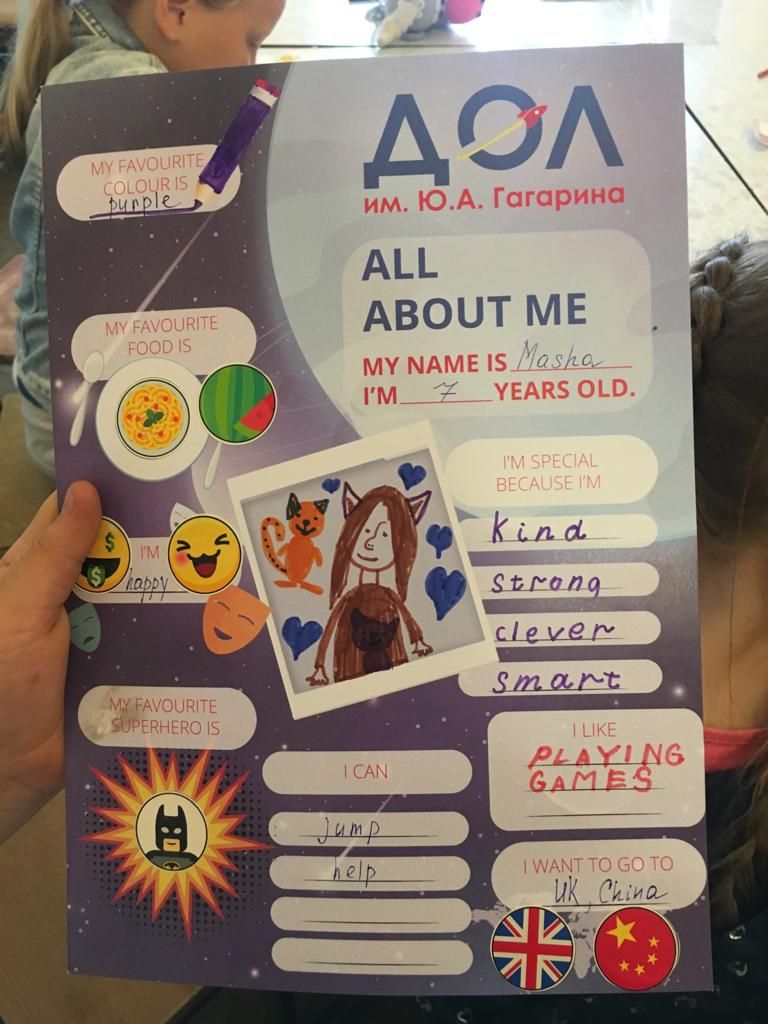 ДОЛ
им. Ю.А. Гагарина
ALL
ABOUT ME
MY NAME IS Masha
I'M 7 YEARS OLD.
MY FAVOURITE
COLOUR IS
purple
MY FAVOURITE
FOOD IS
I'M
happy
MY FAVOURITE
SUPERHERO IS
I'M SPECIAL
BECAUSE I'M
kind
strong
clever
smart
I CAN
jump
help
I LIKE
PLAYING
GAMES
I WANT TO GO TO
UK, China